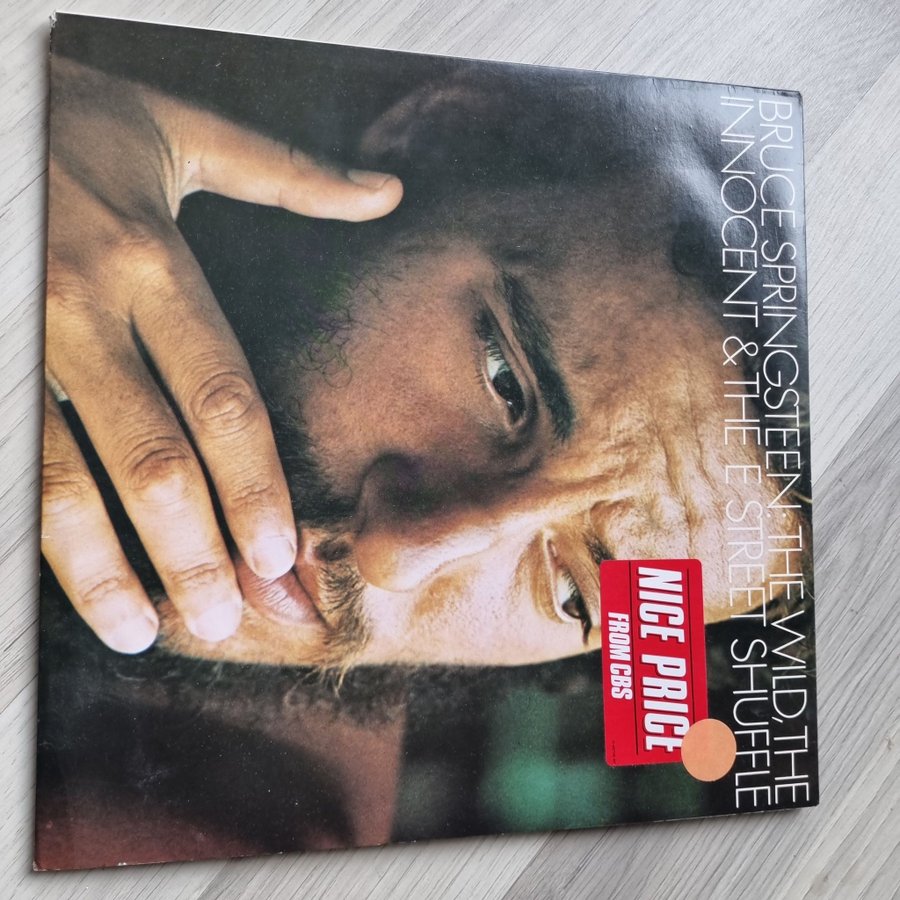 BRUCE SPRINGSTEEN. THE WILD, THE
INNOCENT & THE E STREET SHUFFLE
NICE PRICE
FROM CBS